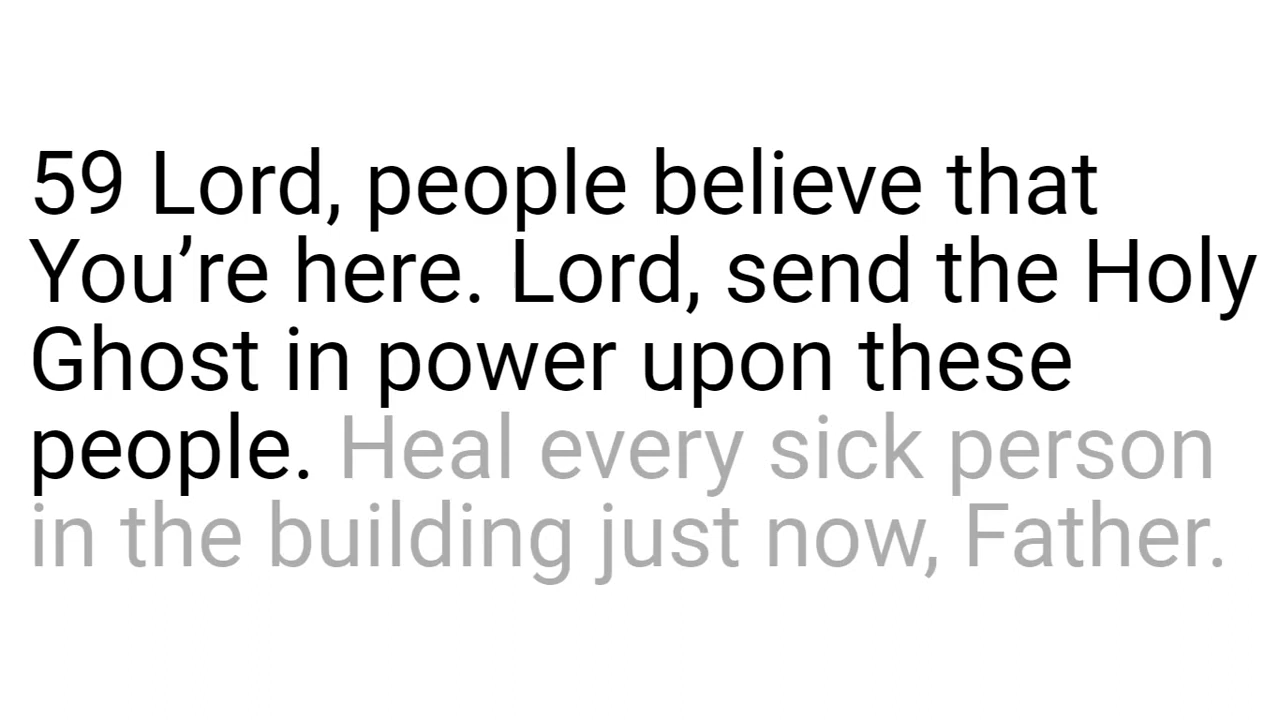 59 Lord, people believe that
You’re here. Lord, send the Holy
Ghost in power upon these
people. Heal every sick person
in the building just now, Father.